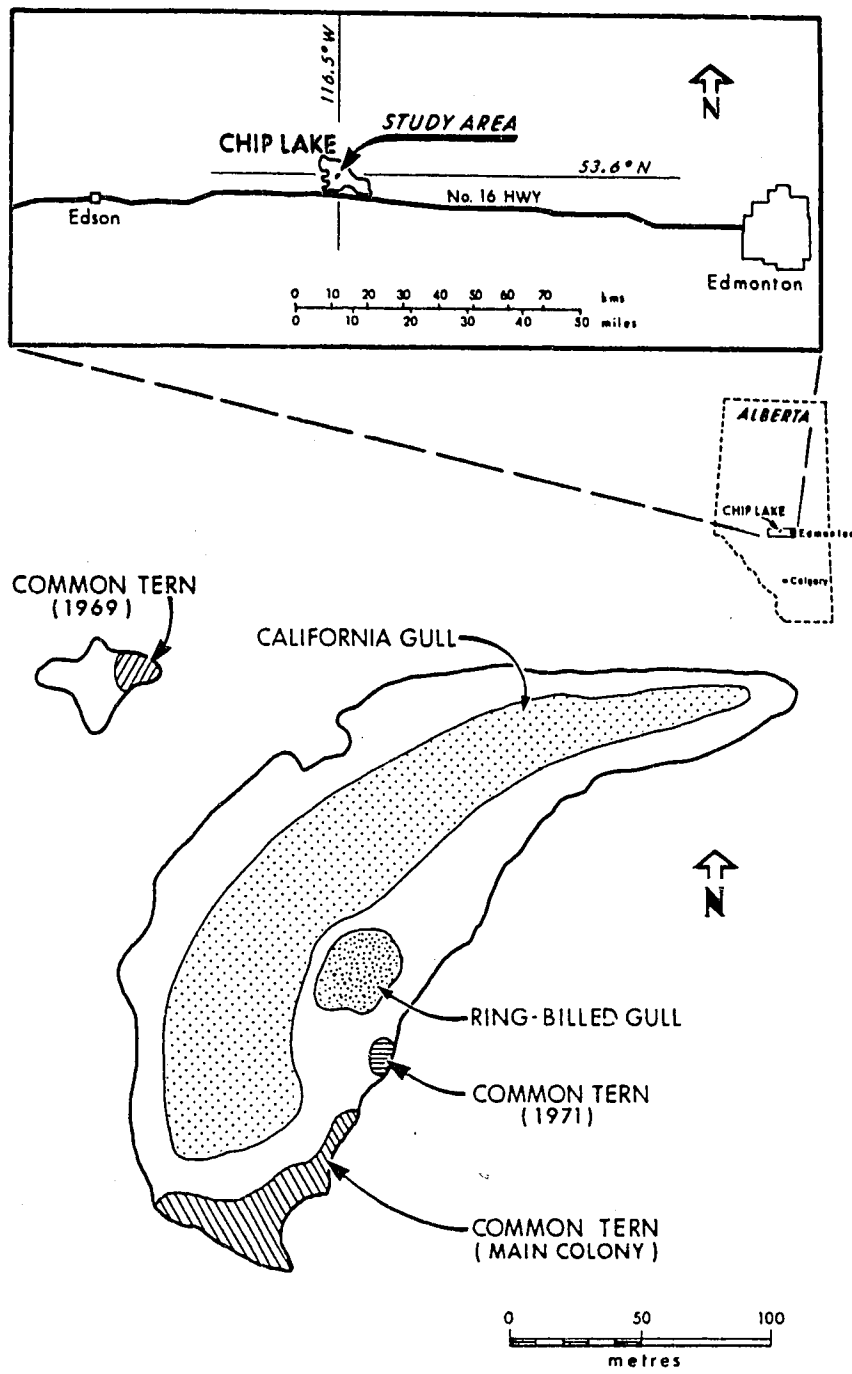 116.5°W
N
STUDY AREA
CHIP LAKE
53.6°N
No. 16 HWY
Edson
Edmonton
0 10 20 30 40 50 60 70 kms
0 10 20 30 40 50 miles
ALBERTA
CHIP LAKE
Edmonton
Calgary
COMMON TERN
(1969)
CALIFORNIA GULL
N
RING-BILLED GULL
COMMON TERN
(1971)
COMMON TERN
(MAIN COLONY)
0 50 100
metres